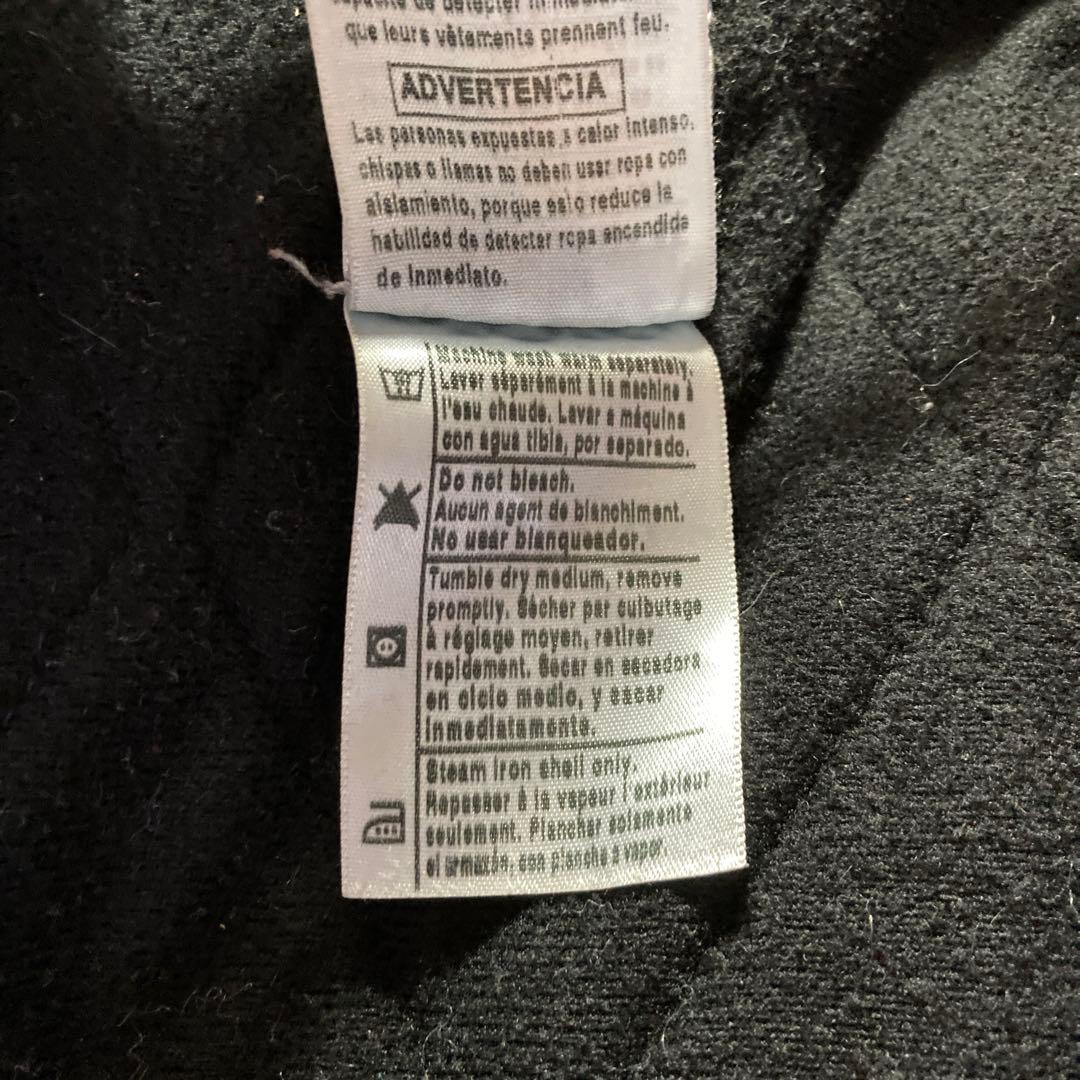 que leurs vêtements prennent feu.
ADVERTENCIA
Las personas expuestas a calor intenso,
chispas o llamas no deben usar ropa con
aislamiento, porque esto reduce la
habilidad de detectar ropa encendida
de inmediato.
Machine wash warm separately.
Laver séparément à la machine à
l'eau chaude. Lavar a máquina
con agua tibia, por separado.
Do not bleach.
Aucun agent de blanchiment.
No usar blanqueador.
Tumble dry medium, remove
promptly. Sécher par culbutage
à réglage moyen, retirer
rapidement. Secar en secadora
en ciclo medio, y sacar
inmediatamente.
Steam iron shell only.
Repasser à la vapeur l'extérieur
seulement. Planchar solamente
el armazón, con plancha a vapor.